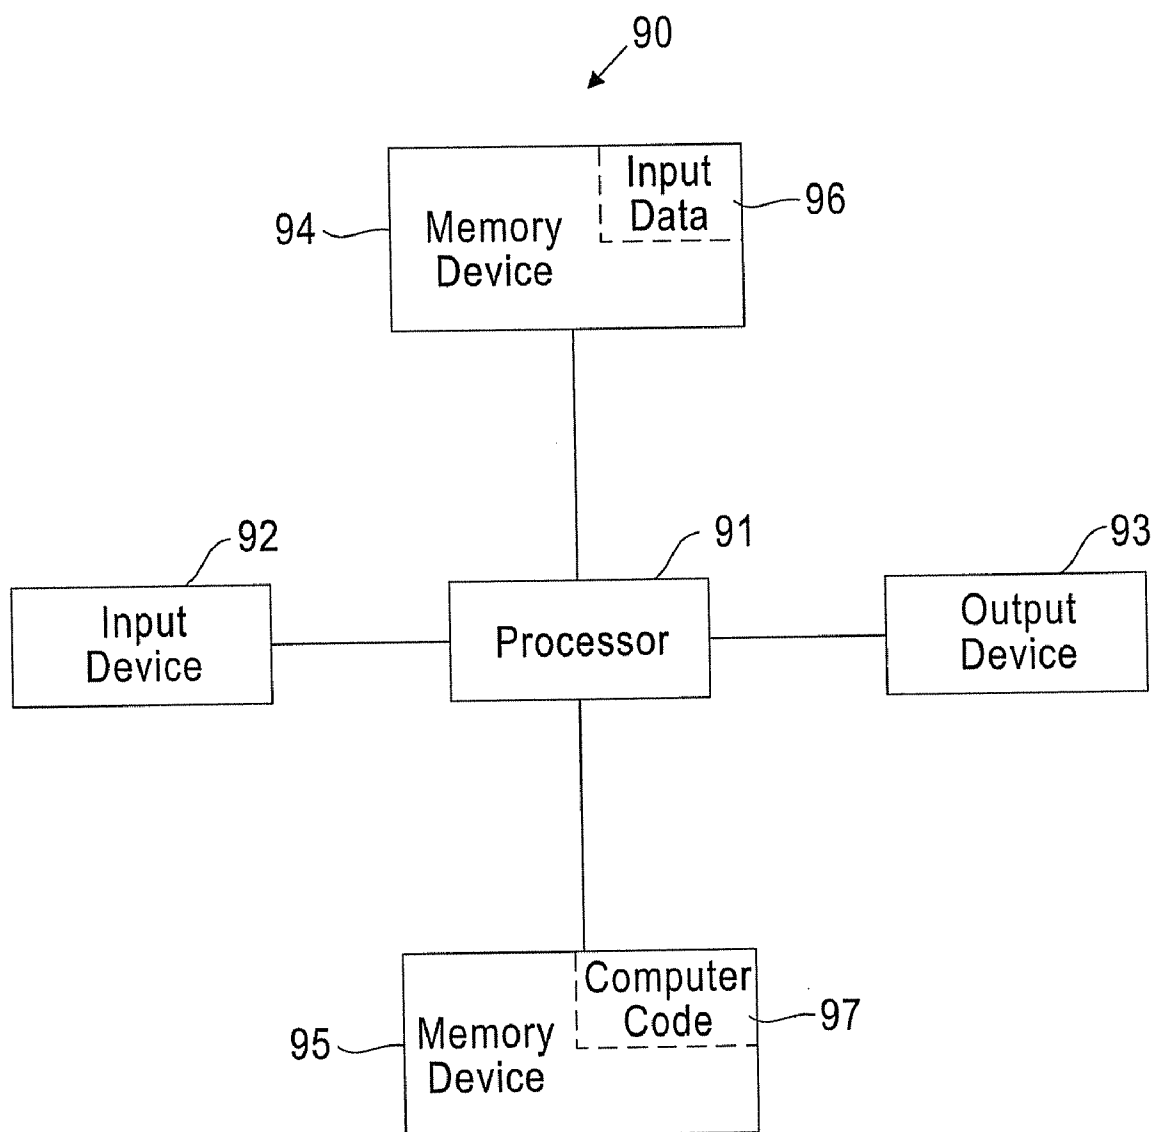 90
Input
Data
96
94
Memory
Device
92
91
93
Input
Device
Processor
Output
Device
Computer
Code
97
95
Memory
Device